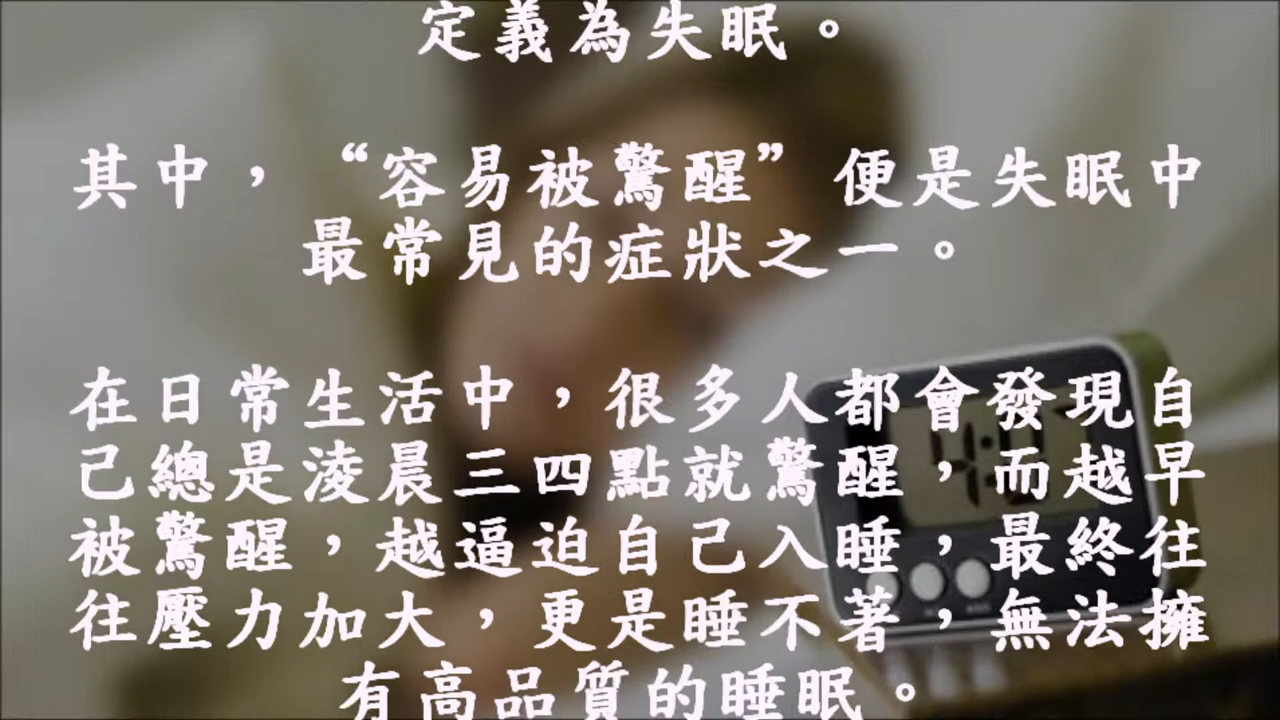 定義為失眠。
其中，“容易被驚醒”便是失眠中
最常見的症狀之一。
在日常生活中，很多人都會發現自
己總是淩晨三四點就驚醒，而越早
被驚醒，越逼迫自己入睡，最終往
往壓力加大，更是睡不著，無法擁
有高品質的睡眠。